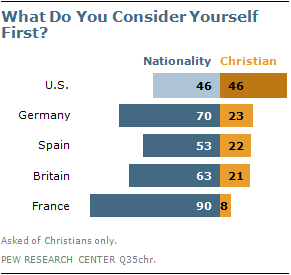 What Do You Consider Yourself
First?
Nationality Christian
U.S. 46 46
Germany 70 23
Spain 53 22
Britain 63 21
France 90 8
Asked of Christians only.
PEW RESEARCH CENTER Q35chr.